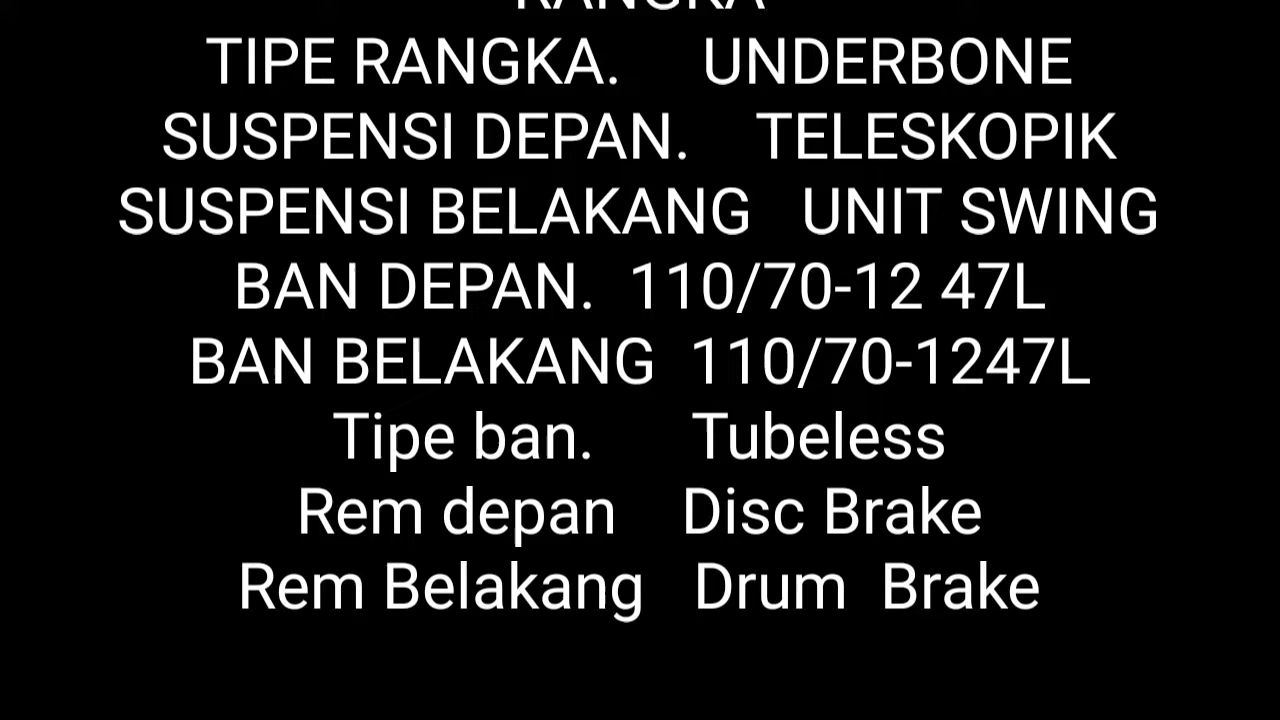 RANGKA
TIPE RANGKA. UNDERBONE
SUSPENSI DEPAN. TELESKOPIK
SUSPENSI BELAKANG UNIT SWING
BAN DEPAN. 110/70-12 47L
BAN BELAKANG 110/70-1247L
Tipe ban. Tubeless
Rem depan Disc Brake
Rem Belakang Drum Brake